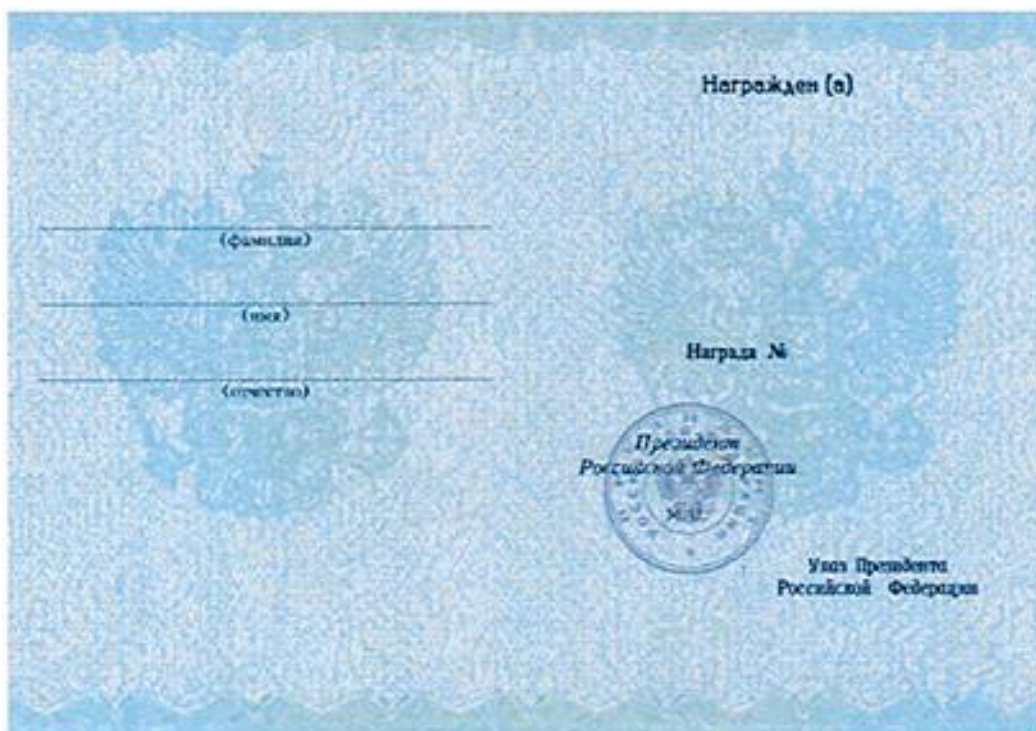 (фамилия)
(имя)
(отчество)
Награжден (а)
Награда №
Президент
Российской Федерации
М.П.
Указ Президента
Российской Федерации